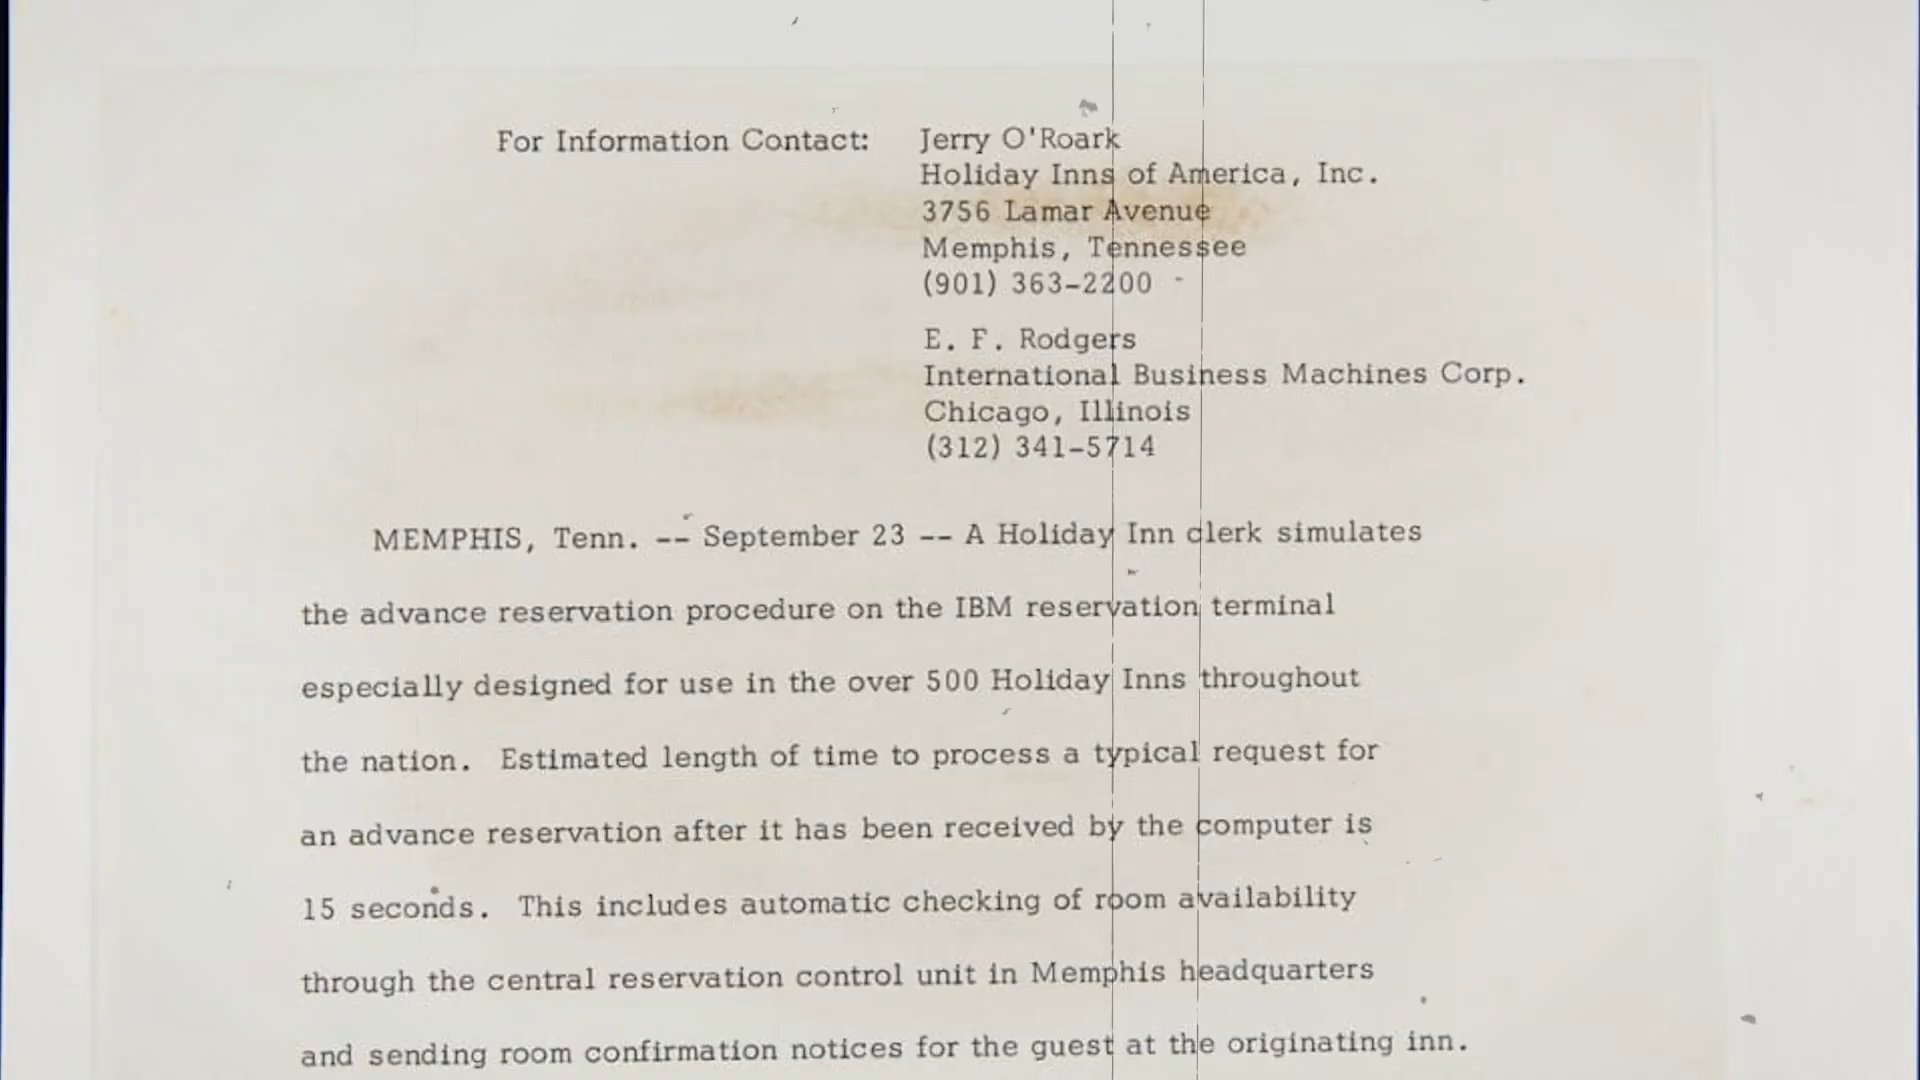 For Information Contact: Jerry O'Roark
Holiday Inns of America, Inc.
3756 Lamar Avenue
Memphis, Tennessee
(901) 363-2200
E. F. Rodgers
International Business Machines Corp.
Chicago, Illinois
(312) 341-5714
MEMPHIS, Tenn. -- September 23 -- A Holiday Inn clerk simulates
the advance reservation procedure on the IBM reservation terminal
especially designed for use in the over 500 Holiday Inns throughout
the nation. Estimated length of time to process a typical request for
an advance reservation after it has been received by the computer is
15 seconds. This includes automatic checking of room availability
through the central reservation control unit in Memphis headquarters
and sending room confirmation notices for the guest at the originating inn.